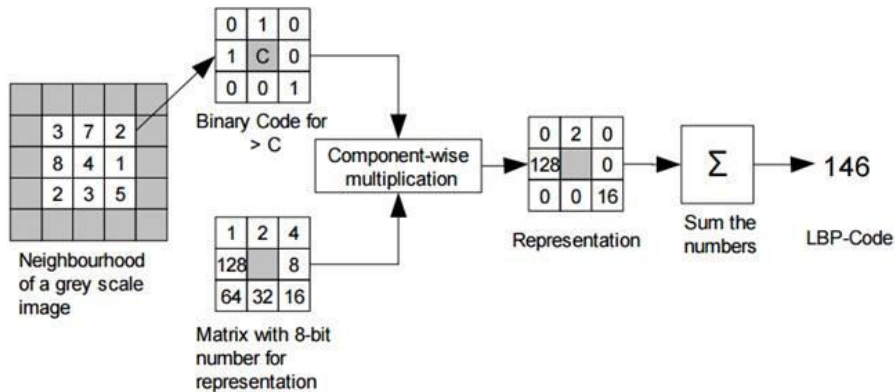 3 7 2
8 4 1
2 3 5
Neighbourhood
of a grey scale
image
0 1 0
1 C 0
0 0 1
Binary Code for
> C
1 2 4
128 8
64 32 16
Matrix with 8-bit
number for
representation
Component-wise
multiplication
0 2 0
128 0
0 0 16
Representation
Σ
Sum the
numbers
146
LBP-Code